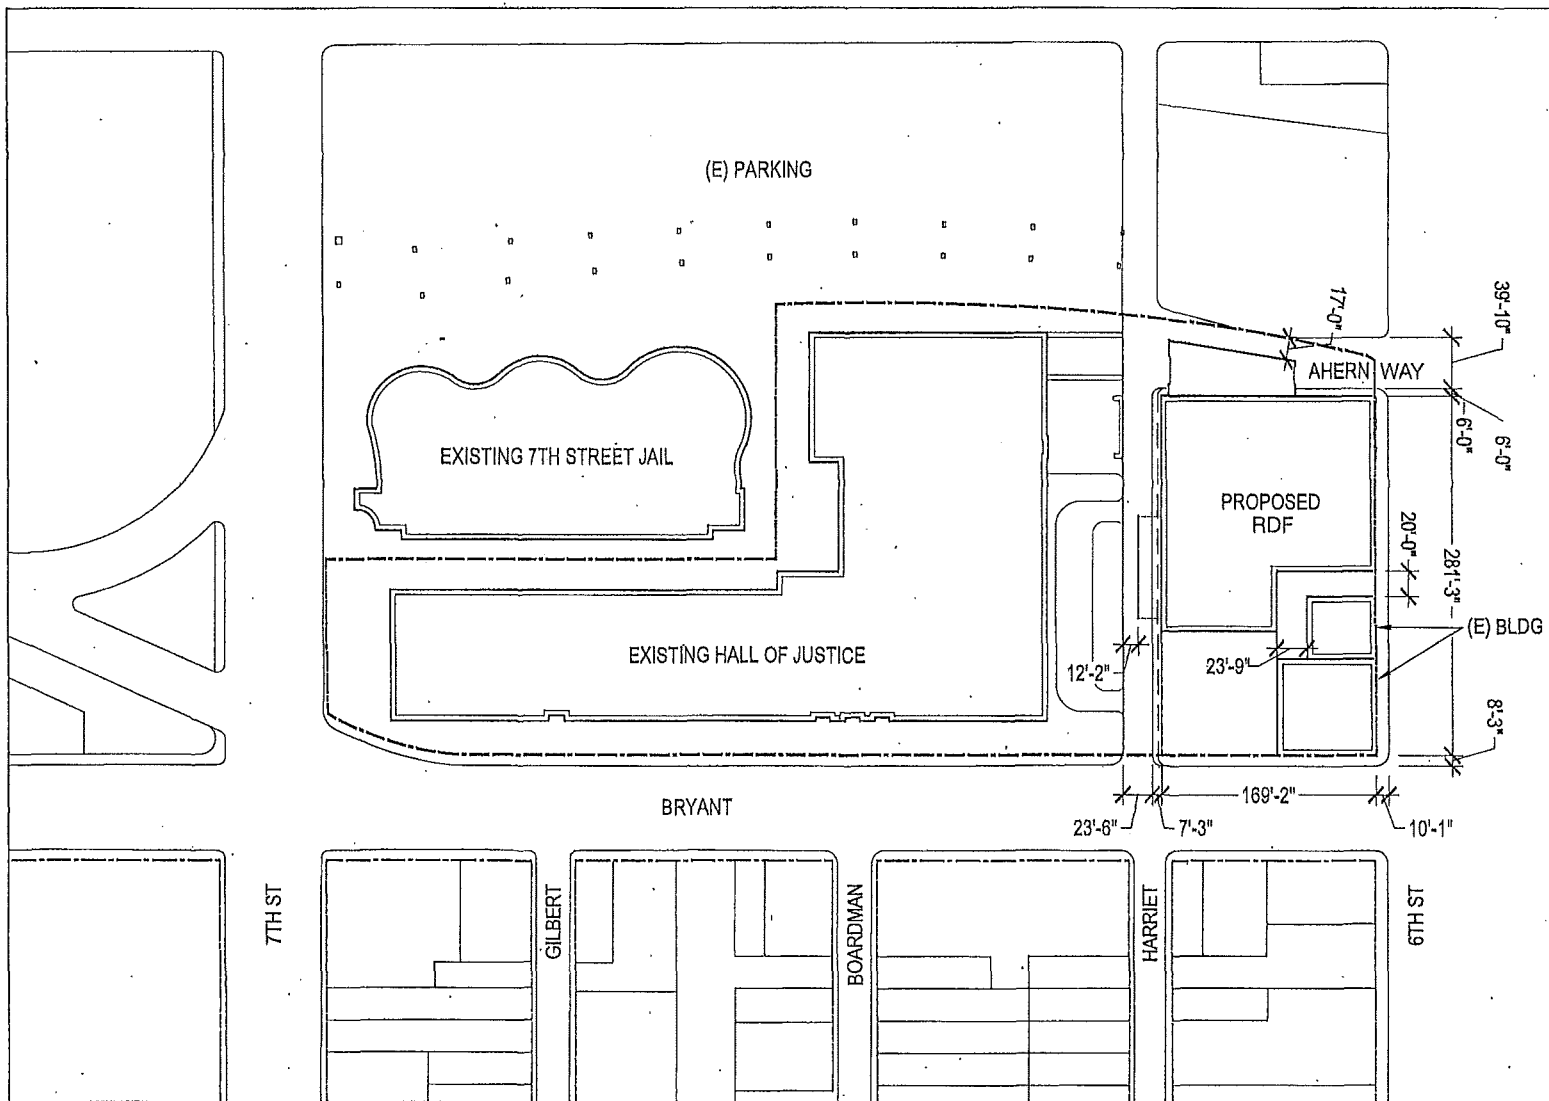 (E) PARKING
17'-0"
39'-10"
AHERN WAY
6'-0"
6'-0"
EXISTING 7TH STREET JAIL
PROPOSED
RDF
20'-0"
281'-3"
(E) BLDG
EXISTING HALL OF JUSTICE
12'-2"
23'-9"
8'-3"
169'-2"
BRYANT
23'-6"
7'-3"
10'-1"
7TH ST
GILBERT
BOARDMAN
HARRIET
6TH ST